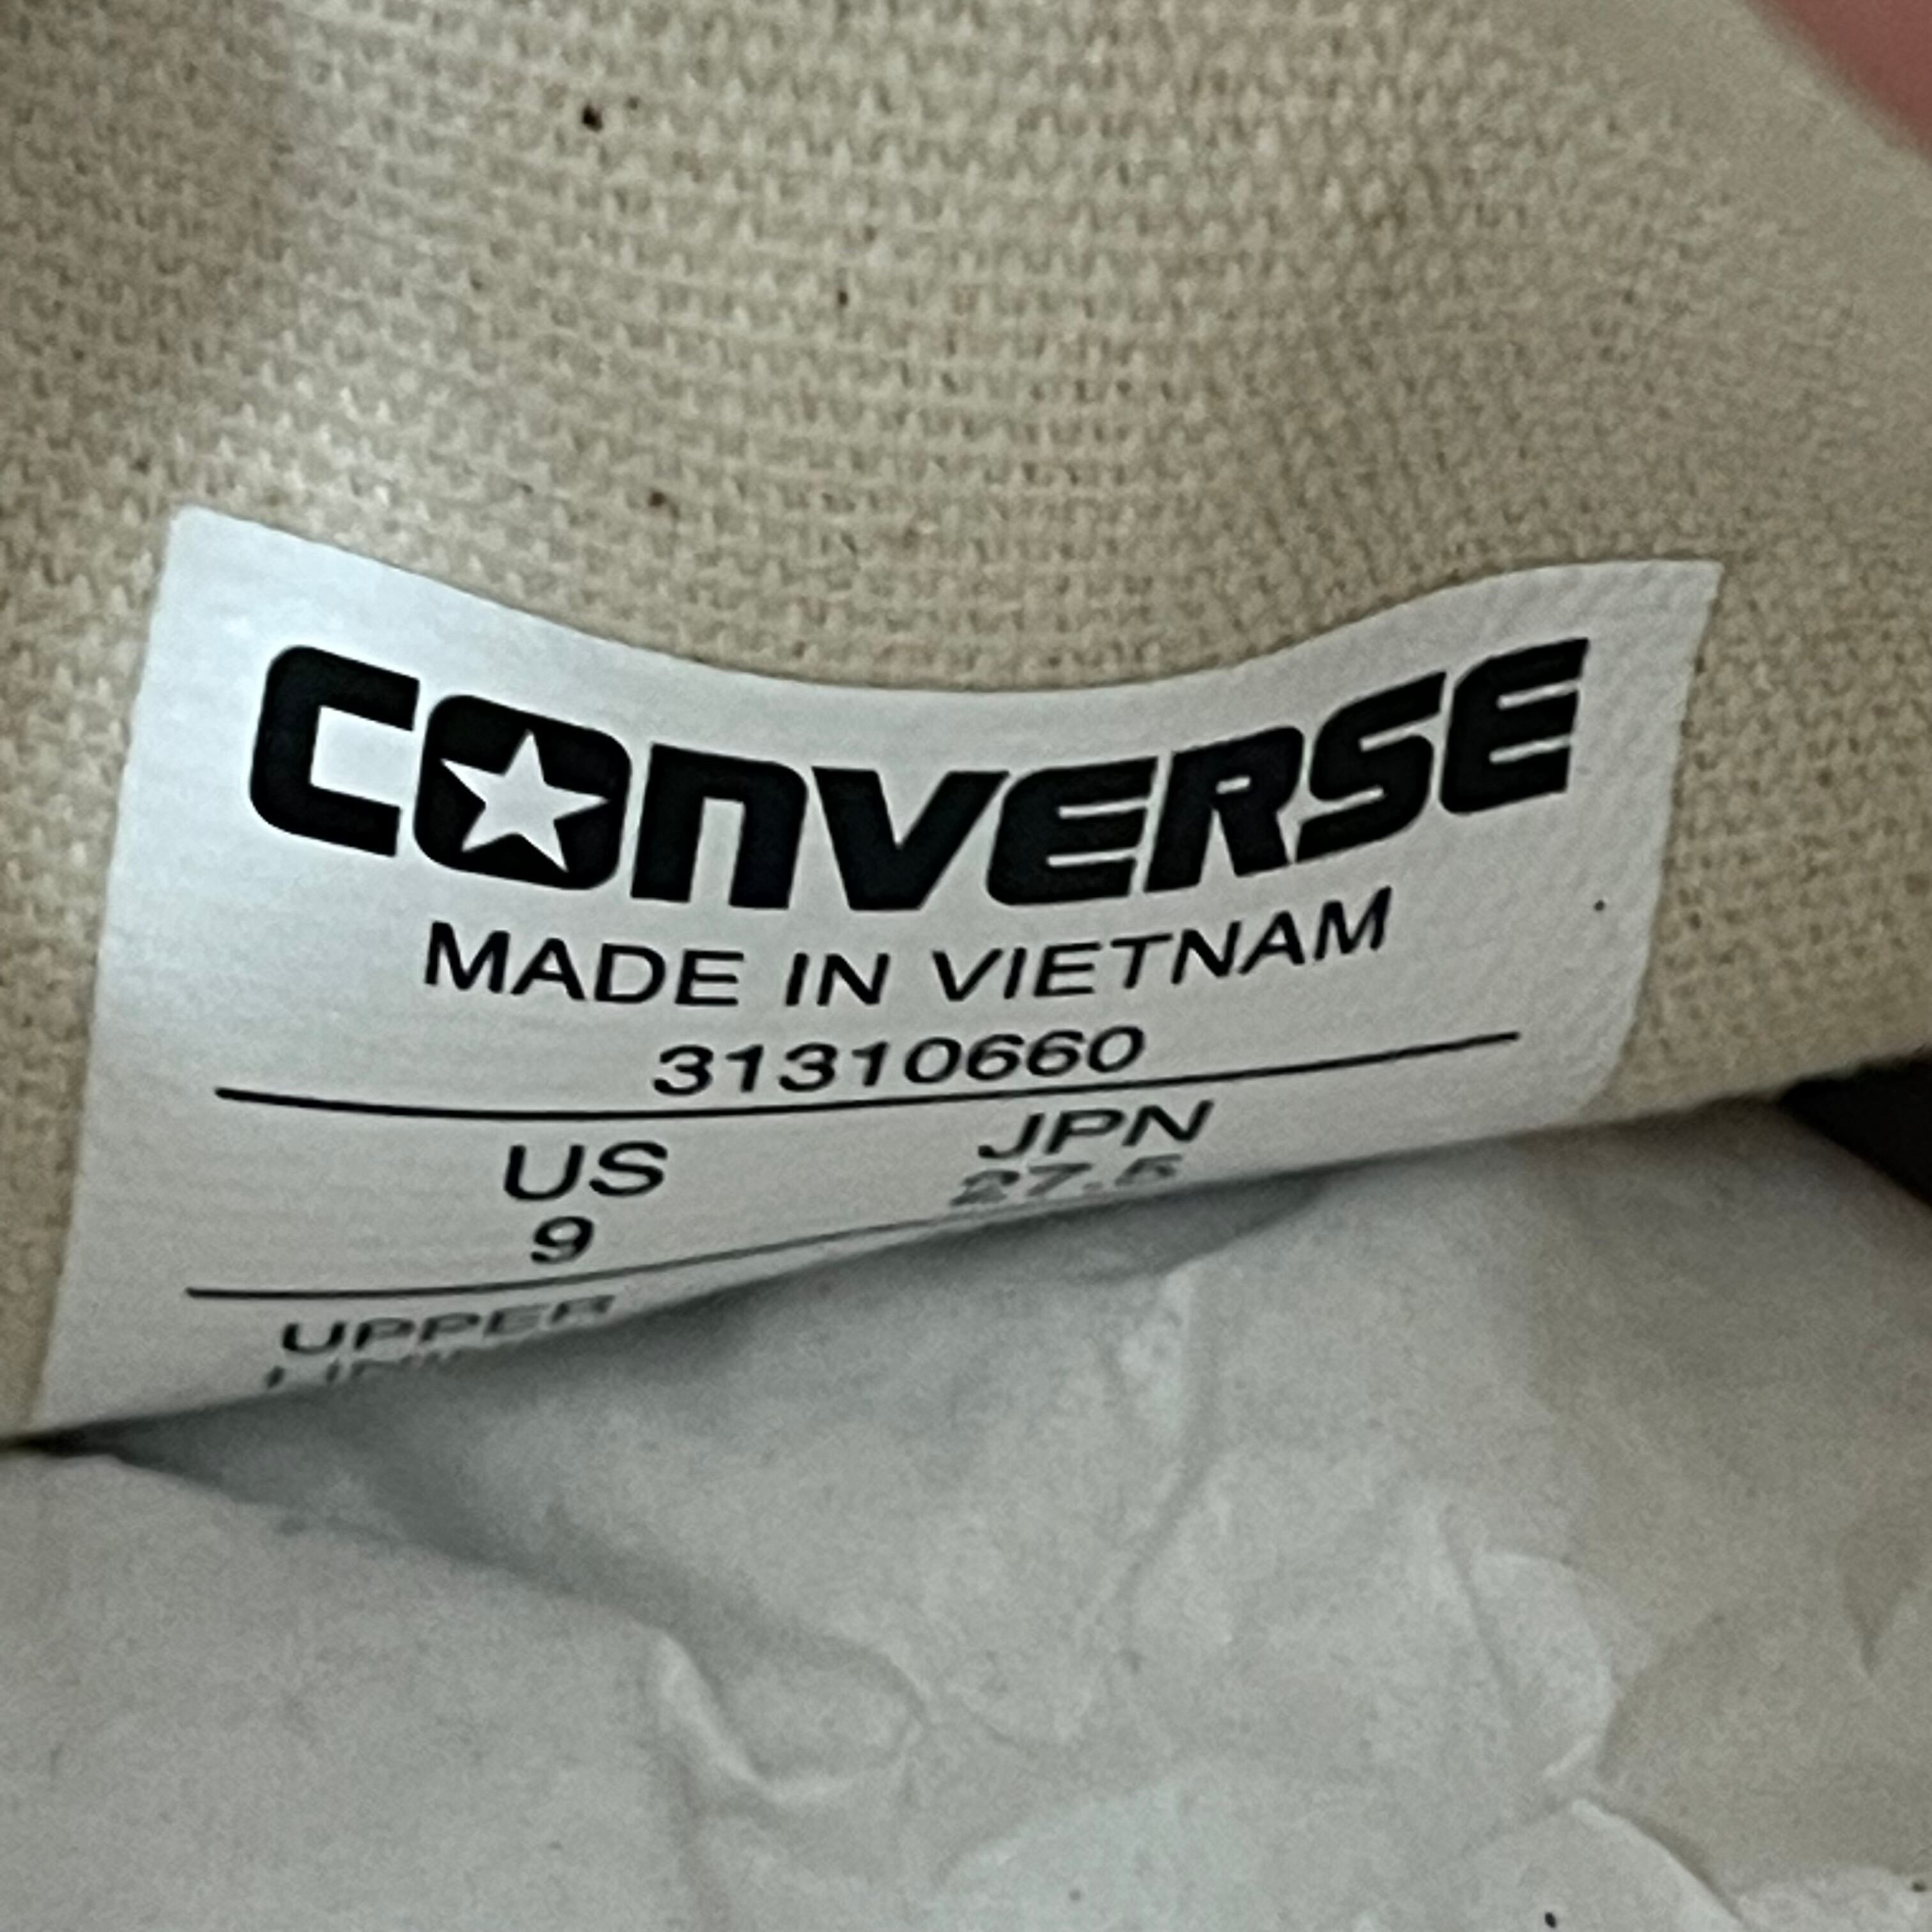 CONVERSE
MADE IN VIETNAM
31310660
US JPN
9 27.5
UPPER